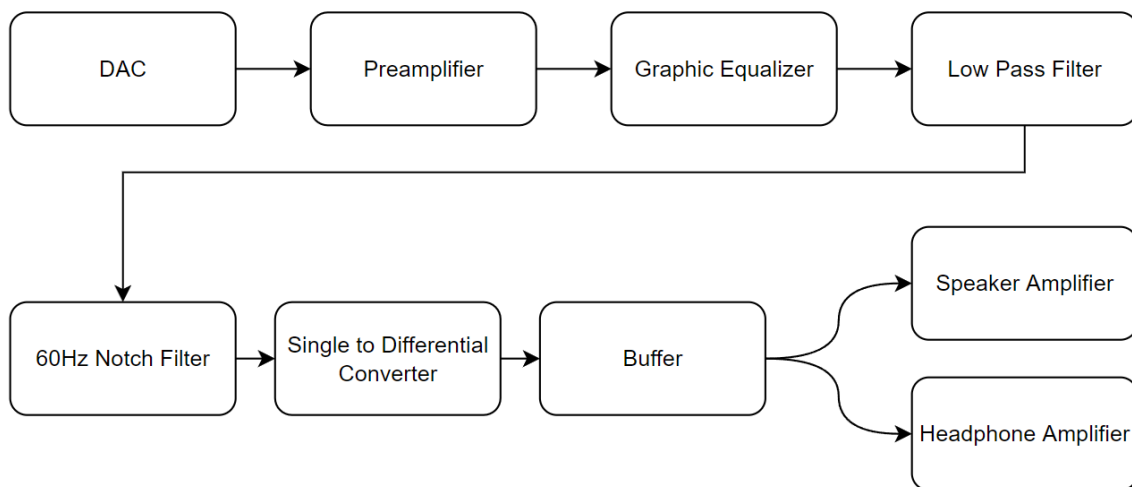 DAC
Preamplifier
Graphic Equalizer
Low Pass Filter
60Hz Notch Filter
Single to Differential
Converter
Buffer
Speaker Amplifier
Headphone Amplifier